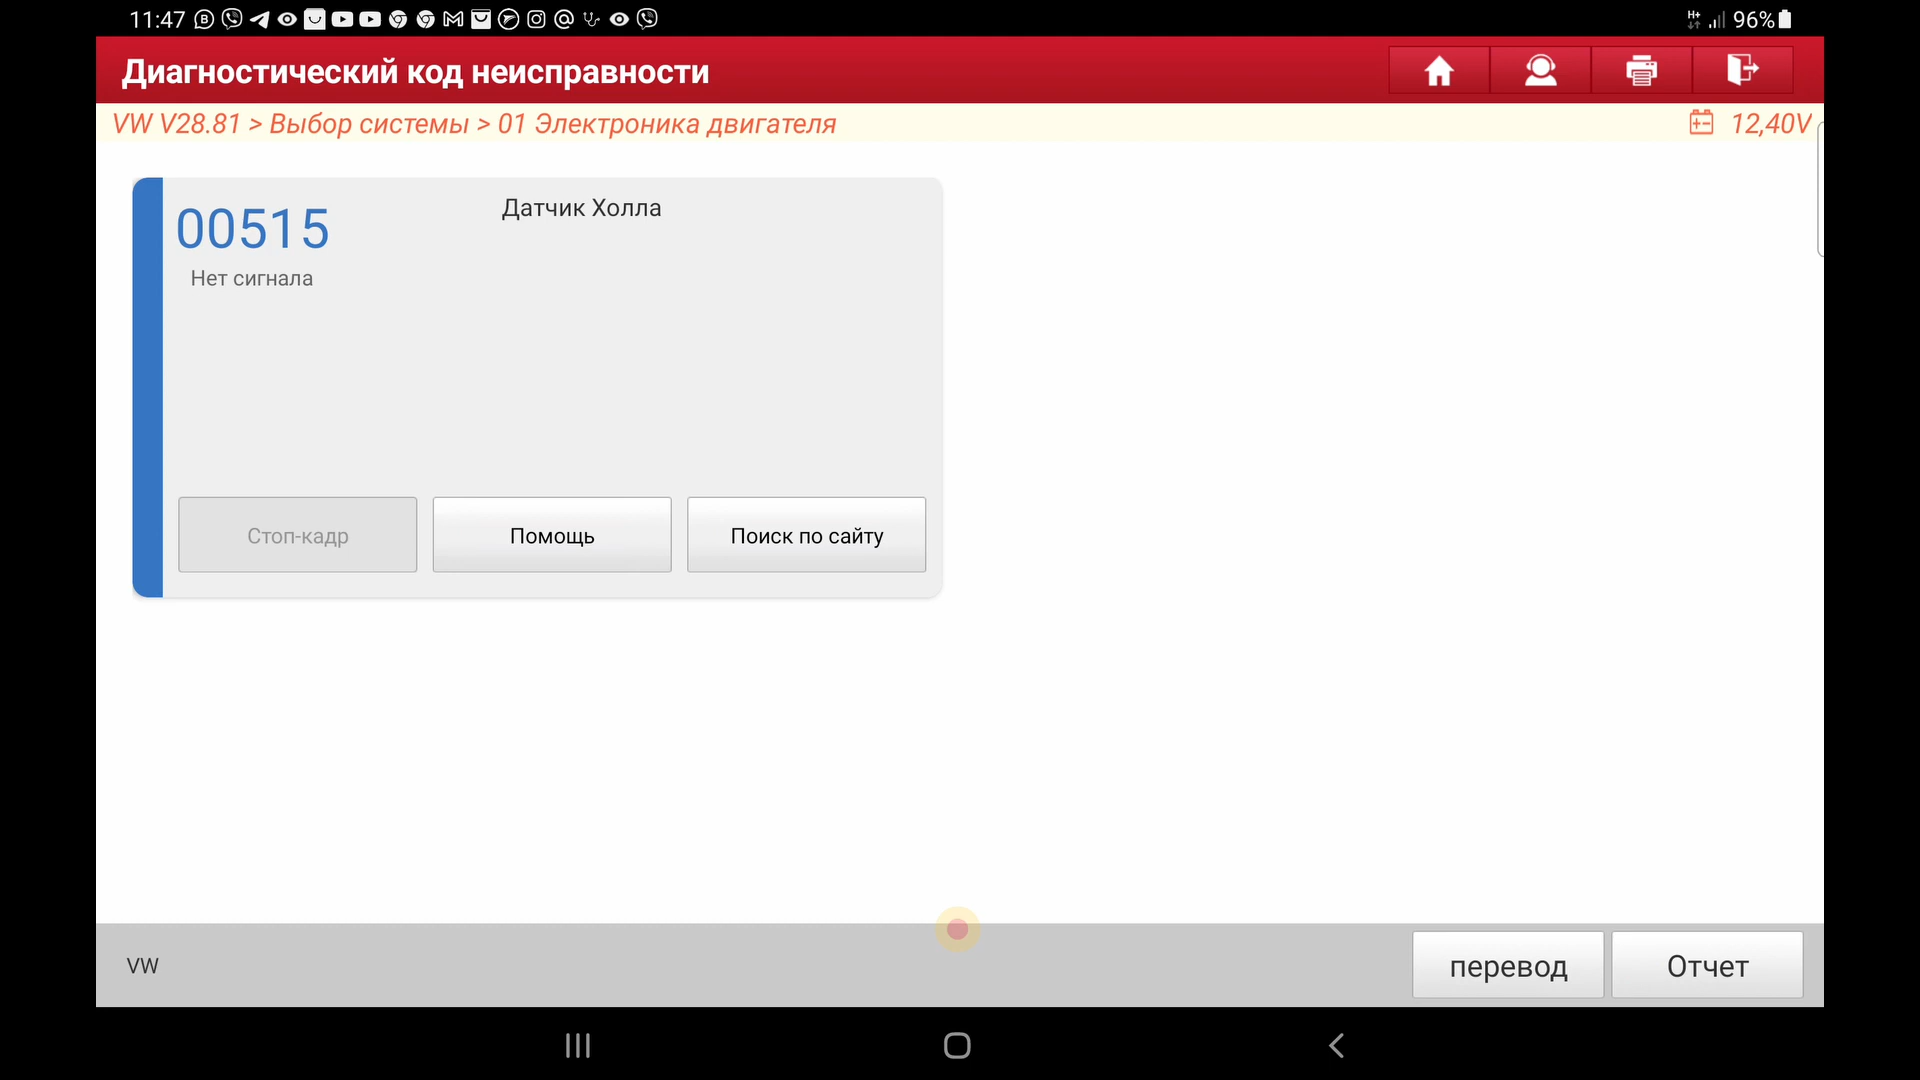 11:47
H+
96%
Диагностический код неисправности
VW V28.81 > Выбор системы > 01 Электроника двигателя
12,40V
00515
Датчик Холла
Нет сигнала
Стоп-кадр
Помощь
Поиск по сайту
VW
перевод
Отчет